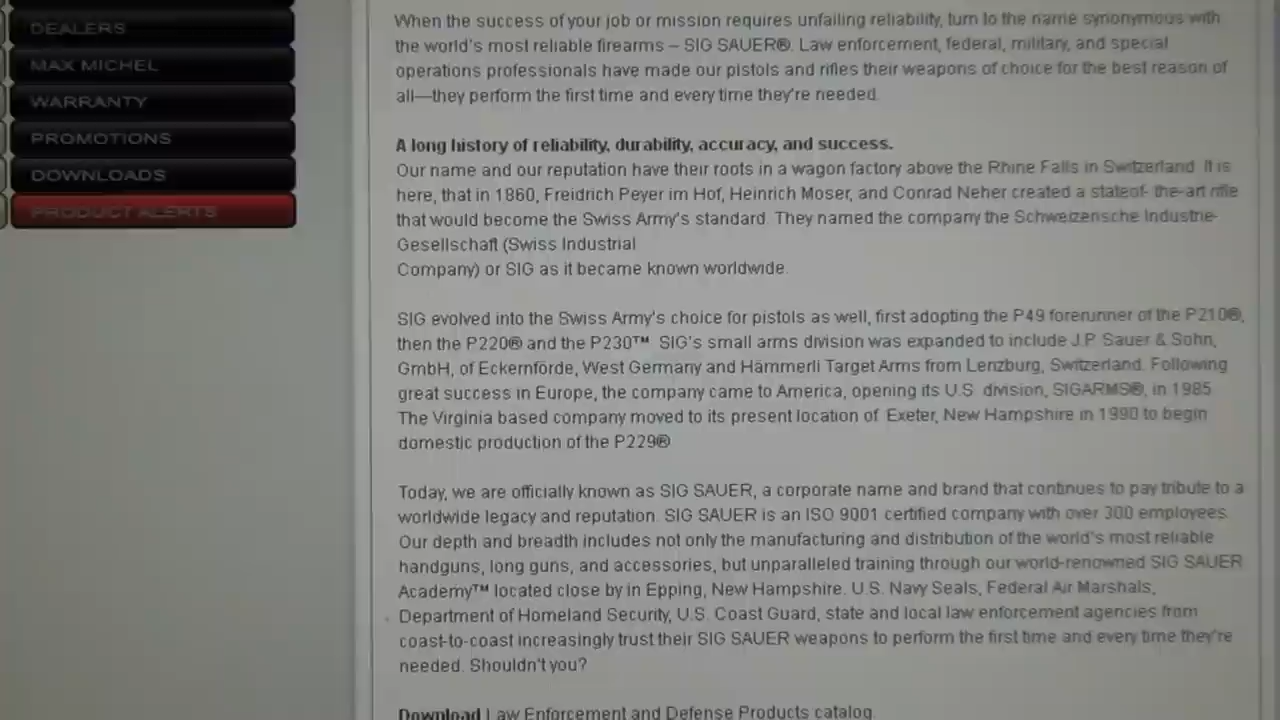 DEALERS
MAX MICHEL
WARRANTY
PROMOTIONS
DOWNLOADS
PRODUCT ALERTS
When the success of your job or mission requires unfailing reliability, turn to the name synonymous with
the world's most reliable firearms – SIG SAUER®. Law enforcement, federal, military, and special
operations professionals have made our pistols and rifles their weapons of choice for the best reason of
all—they perform the first time and every time they're needed.
A long history of reliability, durability, accuracy, and success.
Our name and our reputation have their roots in a wagon factory above the Rhine Falls in Switzerland. It is
here, that in 1860, Freidrich Peyer im Hof, Heinrich Moser, and Conrad Neher created a stateof- the-art rifle
that would become the Swiss Army's standard. They named the company the Schweizerische Industrie-
Gesellschaft (Swiss Industrial
Company) or SIG as it became known worldwide.
SIG evolved into the Swiss Army's choice for pistols as well, first adopting the P49 forerunner of the P210®,
then the P220® and the P230™ SIG's small arms division was expanded to include J.P. Sauer & Sohn,
GmbH, of Eckernförde, West Germany and Hämmerli Target Arms from Lenzburg, Switzerland. Following
great success in Europe, the company came to America, opening its U.S. division, SIGARMS®, in 1985.
The Virginia based company moved to its present location of Exeter, New Hampshire in 1990 to begin
domestic production of the P229®
Today, we are officially known as SIG SAUER, a corporate name and brand that continues to pay tribute to a
worldwide legacy and reputation. SIG SAUER is an ISO 9001 certified company with over 300 employees.
Our depth and breadth includes not only the manufacturing and distribution of the world's most reliable
handguns, long guns, and accessories, but unparalleled training through our world-renowned SIG SAUER
Academy™ located close by in Epping, New Hampshire. U.S. Navy Seals, Federal Air Marshals,
Department of Homeland Security, U.S. Coast Guard, state and local law enforcement agencies from
coast-to-coast increasingly trust their SIG SAUER weapons to perform the first time and every time they're
needed. Shouldn't you?
Download Law Enforcement and Defense Products catalog.